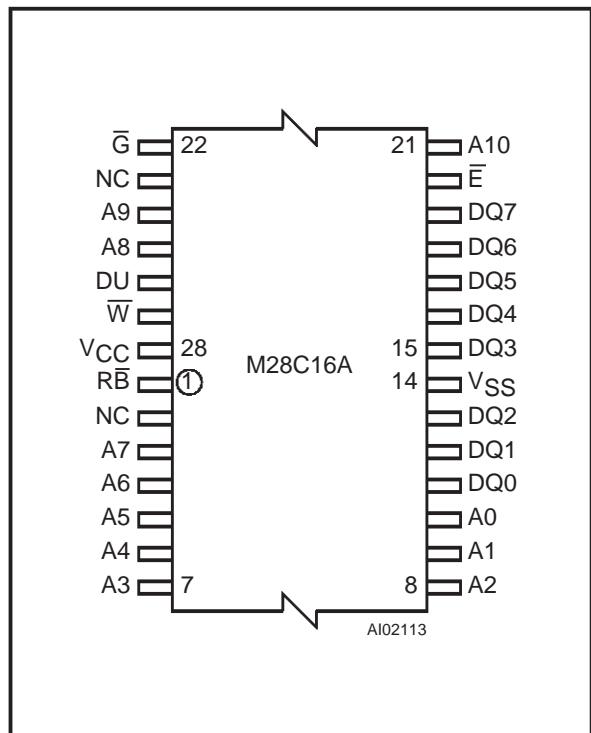 G̅ 22 21 A10
NC E̅
A9 DQ7
A8 DQ6
DU DQ5
W̅ DQ4
VCC 28 15 DQ3
RB̅ 1 M28C16A 14 VSS
NC DQ2
A7 DQ1
A6 DQ0
A5 A0
A4 A1
A3 7 8 A2
AI02113